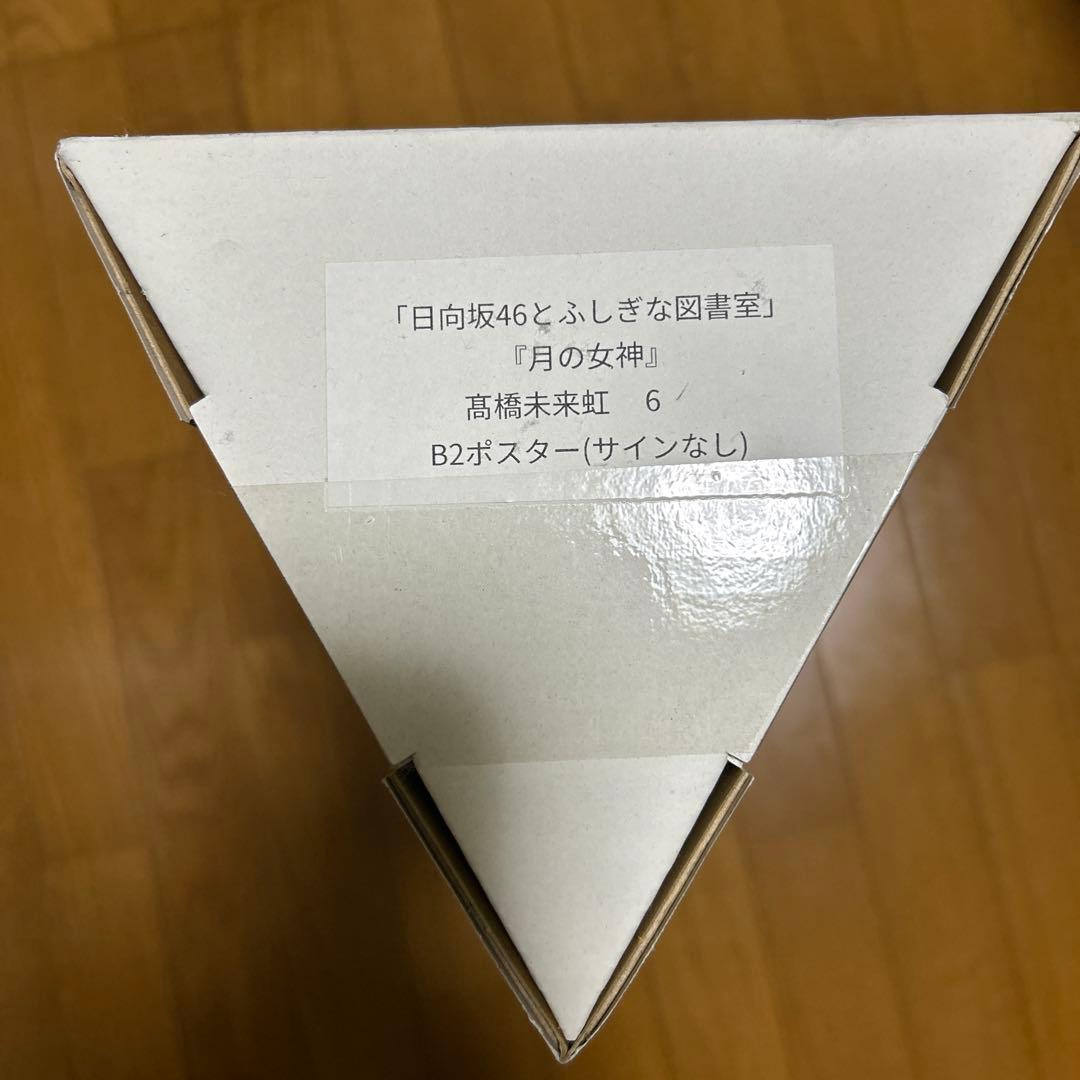 「日向坂46とふしぎな図書室」
『月の女神』
髙橋未来虹　6
B2ポスター(サインなし)